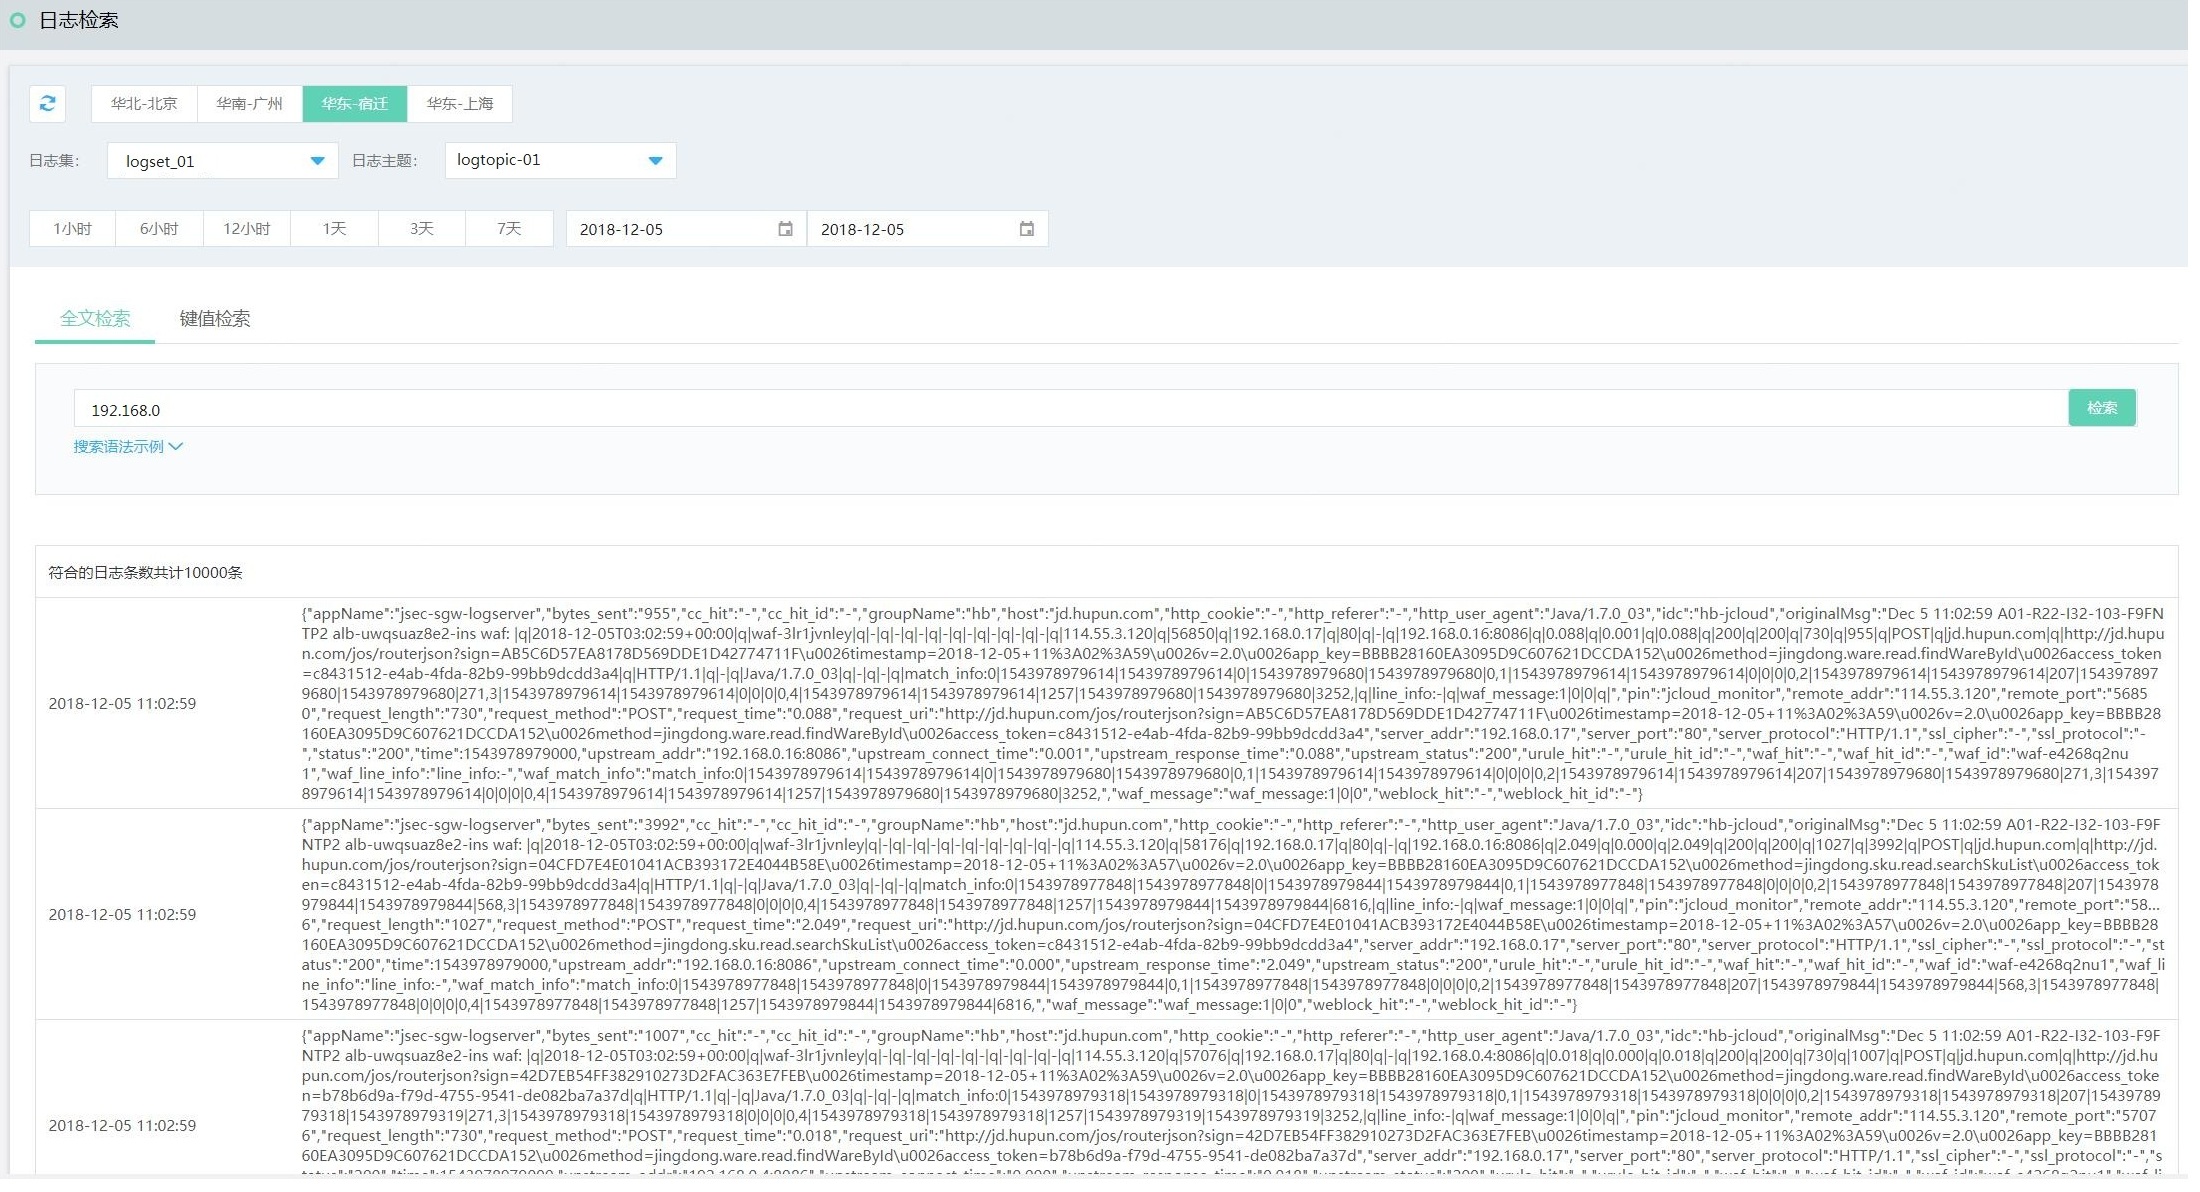 日志检索
华北-北京 华南-广州 华东-宿迁 华东-上海
日志集: logset_01 日志主题: logtopic-01
1小时 6小时 12小时 1天 3天 7天 2018-12-05 2018-12-05
全文检索 键值检索
192.168.0 检索
搜索语法示例
符合的日志条数共计10000条
{"appName":"jsec-sgw-logserver","bytes_sent":"955","cc_hit":"-","cc_hit_id":"-","groupName":"hb","host":"jd.hupun.com","http_cookie":"-","http_referer":"-","http_user_agent":"Java/1.7.0_03","idc":"hb-jcloud","originalMsg":"Dec 5 11:02:59 A01-R22-I32-103-F9FN
TP2 alb-uwqsuaz8e2-ins waf: |q|2018-12-05T03:02:59+00:00|q|waf-3lr1jvnley|q|-|q|-|q|-|q|-|q|-|q|-|q|-|q|-|q|114.55.3.120|q|56850|q|192.168.0.17|q|80|q|-|q|192.168.0.16:8086|q|0.088|q|0.001|q|0.088|q|200|q|200|q|730|q|955|q|POST|q|jd.hupun.com|q|http://jd.hupu
n.com/jos/routerjson?sign=AB5C6D57EA8178D569DDE1D42774711F\u0026timestamp=2018-12-05+11%3A02%3A59\u0026v=2.0\u0026app_key=BBBB28160EA3095D9C607621DCCDA152\u0026method=jingdong.ware.read.findWareById\u0026access_token
=c8431512-e4ab-4fda-82b9-99bb9dcdd3a4|q|HTTP/1.1|q|-|q|Java/1.7.0_03|q|-|q|-|q|match_info:0|1543978979614|1543978979614|0|1543978979680|1543978979680|0,1|1543978979614|1543978979614|0|0|0|0,2|1543978979614|1543978979614|207|154397897
9680|1543978979680|271,3|1543978979614|1543978979614|0|0|0|0,4|1543978979614|1543978979614|1257|1543978979680|1543978979680|3252,|q|line_info:-|q|waf_message:1|0|0|q|","pin":"jcloud_monitor","remote_addr":"114.55.3.120","remote_port":"5685
2018-12-05 11:02:59 0","request_length":"730","request_method":"POST","request_time":"0.088","request_uri":"http://jd.hupun.com/jos/routerjson?sign=AB5C6D57EA8178D569DDE1D42774711F\u0026timestamp=2018-12-05+11%3A02%3A59\u0026v=2.0\u0026app_key=BBBB28
160EA3095D9C607621DCCDA152\u0026method=jingdong.ware.read.findWareById\u0026access_token=c8431512-e4ab-4fda-82b9-99bb9dcdd3a4","server_addr":"192.168.0.17","server_port":"80","server_protocol":"HTTP/1.1","ssl_cipher":"-","ssl_protocol":"-
","status":"200","time":1543978979000,"upstream_addr":"192.168.0.16:8086","upstream_connect_time":"0.001","upstream_response_time":"0.088","upstream_status":"200","urule_hit":"-","urule_hit_id":"-","waf_hit":"-","waf_hit_id":"-","waf_id":"waf-e4268q2nu
1","waf_line_info":"line_info:-","waf_match_info":"match_info:0|1543978979614|1543978979614|0|1543978979680|1543978979680|0,1|1543978979614|1543978979614|0|0|0|0,2|1543978979614|1543978979614|207|1543978979680|1543978979680|271,3|154397
8979614|1543978979614|0|0|0|0,4|1543978979614|1543978979614|1257|1543978979680|1543978979680|3252,","waf_message":"waf_message:1|0|0","weblock_hit":"-","weblock_hit_id":"-"}
{"appName":"jsec-sgw-logserver","bytes_sent":"3992","cc_hit":"-","cc_hit_id":"-","groupName":"hb","host":"jd.hupun.com","http_cookie":"-","http_referer":"-","http_user_agent":"Java/1.7.0_03","idc":"hb-jcloud","originalMsg":"Dec 5 11:02:59 A01-R22-I32-103-F9F
NTP2 alb-uwqsuaz8e2-ins waf: |q|2018-12-05T03:02:59+00:00|q|waf-3lr1jvnley|q|-|q|-|q|-|q|-|q|-|q|-|q|-|q|-|q|114.55.3.120|q|58176|q|192.168.0.17|q|80|q|-|q|192.168.0.16:8086|q|2.049|q|0.000|q|2.049|q|200|q|200|q|1027|q|3992|q|POST|q|jd.hupun.com|q|http://jd.
hupun.com/jos/routerjson?sign=04CFD7E4E01041ACB393172E4044B58E\u0026timestamp=2018-12-05+11%3A02%3A57\u0026v=2.0\u0026app_key=BBBB28160EA3095D9C607621DCCDA152\u0026method=jingdong.sku.read.searchSkuList\u0026access_tok
en=c8431512-e4ab-4fda-82b9-99bb9dcdd3a4|q|HTTP/1.1|q|-|q|Java/1.7.0_03|q|-|q|-|q|match_info:0|1543978977848|1543978977848|0|1543978979844|1543978979844|0,1|1543978977848|1543978977848|0|0|0|0,2|1543978977848|1543978977848|207|1543978
979844|1543978979844|568,3|1543978977848|1543978977848|0|0|0|0,4|1543978977848|1543978977848|1257|1543978979844|1543978979844|6816,|q|line_info:-|q|waf_message:1|0|0|q|","pin":"jcloud_monitor","remote_addr":"114.55.3.120","remote_port":"58...
2018-12-05 11:02:59 6","request_length":"1027","request_method":"POST","request_time":"2.049","request_uri":"http://jd.hupun.com/jos/routerjson?sign=04CFD7E4E01041ACB393172E4044B58E\u0026timestamp=2018-12-05+11%3A02%3A57\u0026v=2.0\u0026app_key=BBBB28
160EA3095D9C607621DCCDA152\u0026method=jingdong.sku.read.searchSkuList\u0026access_token=c8431512-e4ab-4fda-82b9-99bb9dcdd3a4","server_addr":"192.168.0.17","server_port":"80","server_protocol":"HTTP/1.1","ssl_cipher":"-","ssl_protocol":"-","st
atus":"200","time":1543978979000,"upstream_addr":"192.168.0.16:8086","upstream_connect_time":"0.000","upstream_response_time":"2.049","upstream_status":"200","urule_hit":"-","urule_hit_id":"-","waf_hit":"-","waf_hit_id":"-","waf_id":"waf-e4268q2nu1","waf_li
ne_info":"line_info:-","waf_match_info":"match_info:0|1543978977848|1543978977848|0|1543978979844|1543978979844|0,1|1543978977848|1543978977848|0|0|0|0,2|1543978977848|1543978977848|207|1543978979844|1543978979844|568,3|1543978977848|
1543978977848|0|0|0|0,4|1543978977848|1543978977848|1257|1543978979844|1543978979844|6816,","waf_message":"waf_message:1|0|0","weblock_hit":"-","weblock_hit_id":"-"}
{"appName":"jsec-sgw-logserver","bytes_sent":"1007","cc_hit":"-","cc_hit_id":"-","groupName":"hb","host":"jd.hupun.com","http_cookie":"-","http_referer":"-","http_user_agent":"Java/1.7.0_03","idc":"hb-jcloud","originalMsg":"Dec 5 11:02:59 A01-R22-I32-103-F9F
NTP2 alb-uwqsuaz8e2-ins waf: |q|2018-12-05T03:02:59+00:00|q|waf-3lr1jvnley|q|-|q|-|q|-|q|-|q|-|q|-|q|-|q|-|q|114.55.3.120|q|57076|q|192.168.0.17|q|80|q|-|q|192.168.0.4:8086|q|0.018|q|0.000|q|0.018|q|200|q|200|q|730|q|1007|q|POST|q|jd.hupun.com|q|http://jd.hu
pun.com/jos/routerjson?sign=42D7EB54FF382910273D2FAC363E7FEB\u0026timestamp=2018-12-05+11%3A02%3A59\u0026v=2.0\u0026app_key=BBBB28160EA3095D9C607621DCCDA152\u0026method=jingdong.ware.read.findWareById\u0026access_toke
n=b78b6d9a-f79d-4755-9541-de082ba7a37d|q|HTTP/1.1|q|-|q|Java/1.7.0_03|q|-|q|-|q|match_info:0|1543978979318|1543978979318|0|1543978979318|1543978979318|0,1|1543978979318|1543978979318|0|0|0|0,2|1543978979318|1543978979318|207|15439789
79318|1543978979319|271,3|1543978979318|1543978979318|0|0|0|0,4|1543978979318|1543978979318|1257|1543978979319|1543978979319|3252,|q|line_info:-|q|waf_message:1|0|0|q|","pin":"jcloud_monitor","remote_addr":"114.55.3.120","remote_port":"5707
2018-12-05 11:02:59 6","request_length":"730","request_method":"POST","request_time":"0.018","request_uri":"http://jd.hupun.com/jos/routerjson?sign=42D7EB54FF382910273D2FAC363E7FEB\u0026timestamp=2018-12-05+11%3A02%3A59\u0026v=2.0\u0026app_key=BBBB281
60EA3095D9C607621DCCDA152\u0026method=jingdong.ware.read.findWareById\u0026access_token=b78b6d9a-f79d-4755-9541-de082ba7a37d","server_addr":"192.168.0.17","server_port":"80","server_protocol":"HTTP/1.1","ssl_cipher":"-","ssl_protocol":"-","s